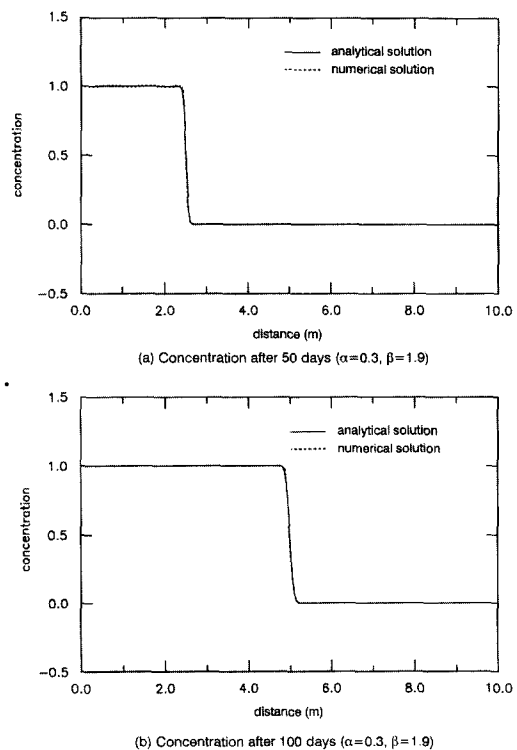 1.5
analytical solution
numerical solution
1.0
concentration
0.5
0.0
−0.5
0.0 2.0 4.0 6.0 8.0 10.0
distance (m)
(a) Concentration after 50 days (α=0.3, β=1.9)
1.5
analytical solution
numerical solution
1.0
concentration
0.5
0.0
−0.5
0.0 2.0 4.0 6.0 8.0 10.0
distance (m)
(b) Concentration after 100 days (α=0.3, β=1.9)